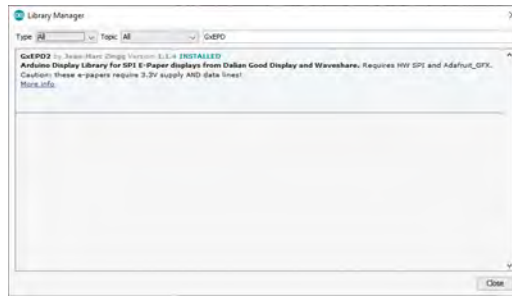 Library Manager
Type All Topic All GxEPD
GxEPD2 by Jean-Marc Zingg Version 1.1.4 INSTALLED
Arduino Display Library for SPI E-Paper displays from Dalian Good Display and Waveshare. Requires HW SPI and Adafruit_GFX.
Caution: these e-papers require 3.3V supply AND data lines!
More info
Close